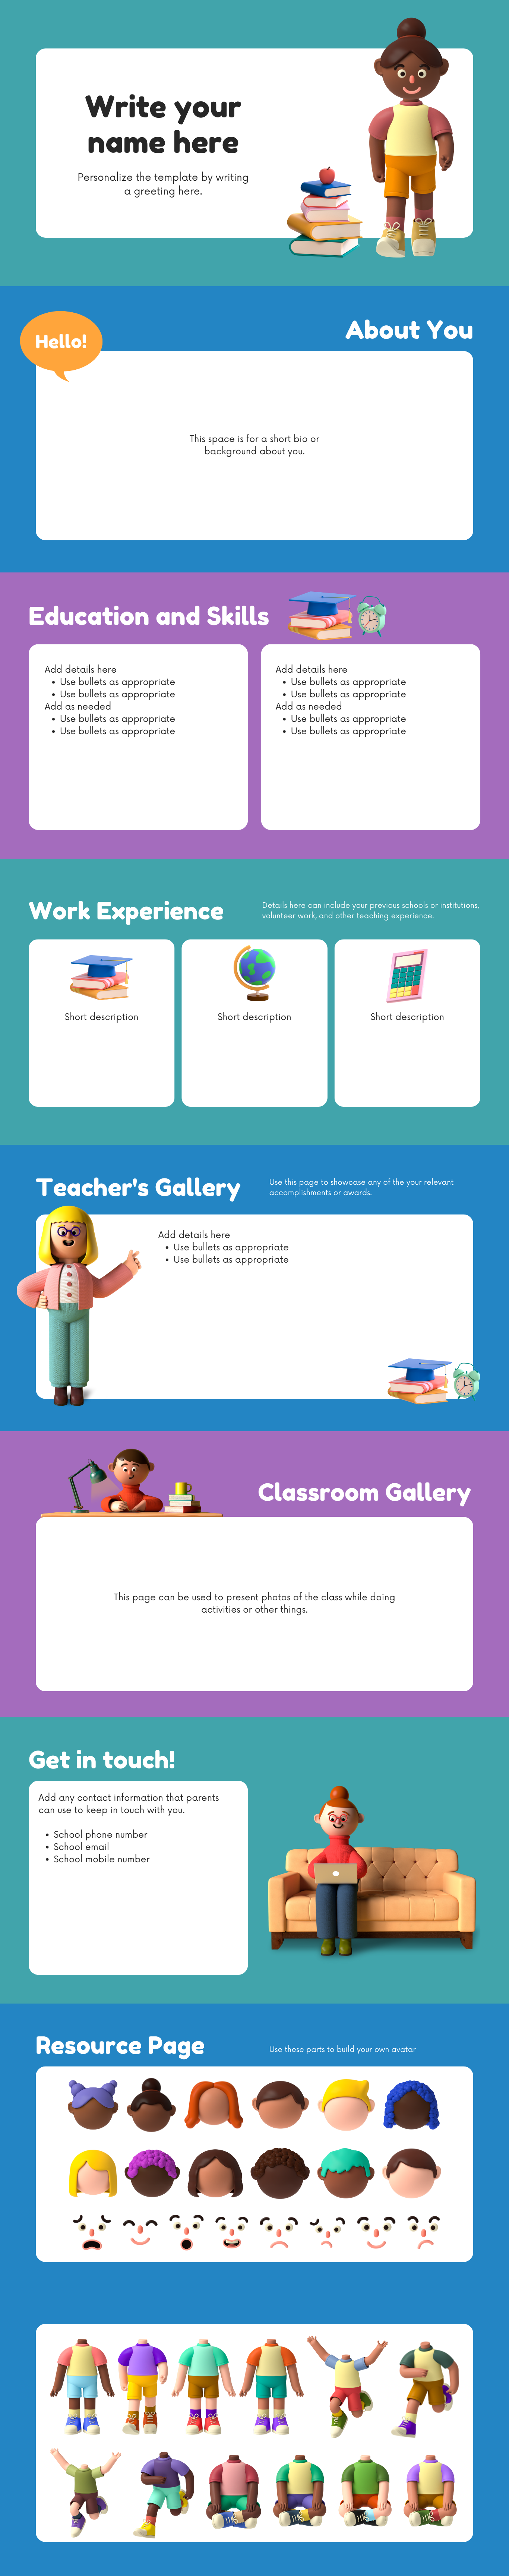 Write your
name here
Personalize the template by writing
a greeting here.
Hello!
About You
This space is for a short bio or
background about you.
Education and Skills
Add details here
• Use bullets as appropriate
• Use bullets as appropriate
Add as needed
• Use bullets as appropriate
• Use bullets as appropriate
Add details here
• Use bullets as appropriate
• Use bullets as appropriate
Add as needed
• Use bullets as appropriate
• Use bullets as appropriate
Work Experience
Details here can include your previous schools or institutions,
volunteer work, and other teaching experience.
Short description
Short description
Short description
Teacher's Gallery
Use this page to showcase any of the your relevant
accomplishments or awards.
Add details here
• Use bullets as appropriate
• Use bullets as appropriate
Classroom Gallery
This page can be used to present photos of the class while doing
activities or other things.
Get in touch!
Add any contact information that parents
can use to keep in touch with you.
• School phone number
• School email
• School mobile number
Resource Page
Use these parts to build your own avatar